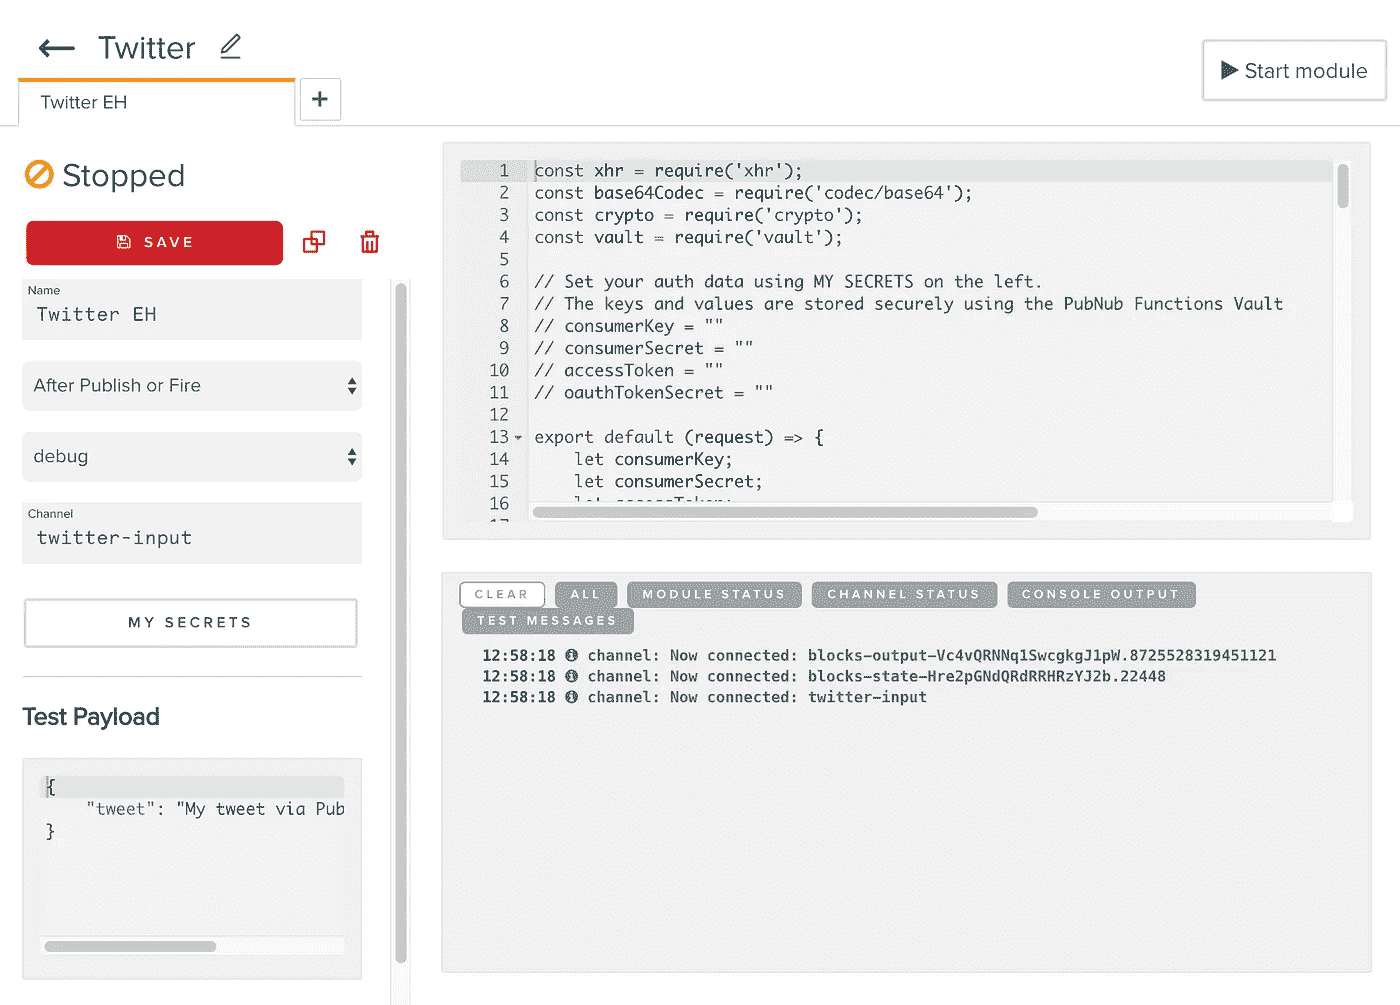 Twitter
Start module
Twitter EH
+
Stopped
SAVE
Name
Twitter EH
After Publish or Fire
debug
Channel
twitter-input
MY SECRETS
Test Payload
{
"tweet": "My tweet via Pub
}
1 const xhr = require('xhr');
2 const base64Codec = require('codec/base64');
3 const crypto = require('crypto');
4 const vault = require('vault');
5
6 // Set your auth data using MY SECRETS on the left.
7 // The keys and values are stored securely using the PubNub Functions Vault
8 // consumerKey = ""
9 // consumerSecret = ""
10 // accessToken = ""
11 // oauthTokenSecret = ""
12
13 export default (request) => {
14 let consumerKey;
15 let consumerSecret;
16
CLEAR ALL MODULE STATUS CHANNEL STATUS CONSOLE OUTPUT
TEST MESSAGES
12:58:18 channel: Now connected: blocks-output-Vc4vQRNNq1SwcgkgJ1pW.8725528319451121
12:58:18 channel: Now connected: blocks-state-Hre2pGNdQRdRRHRzYJ2b.22448
12:58:18 channel: Now connected: twitter-input